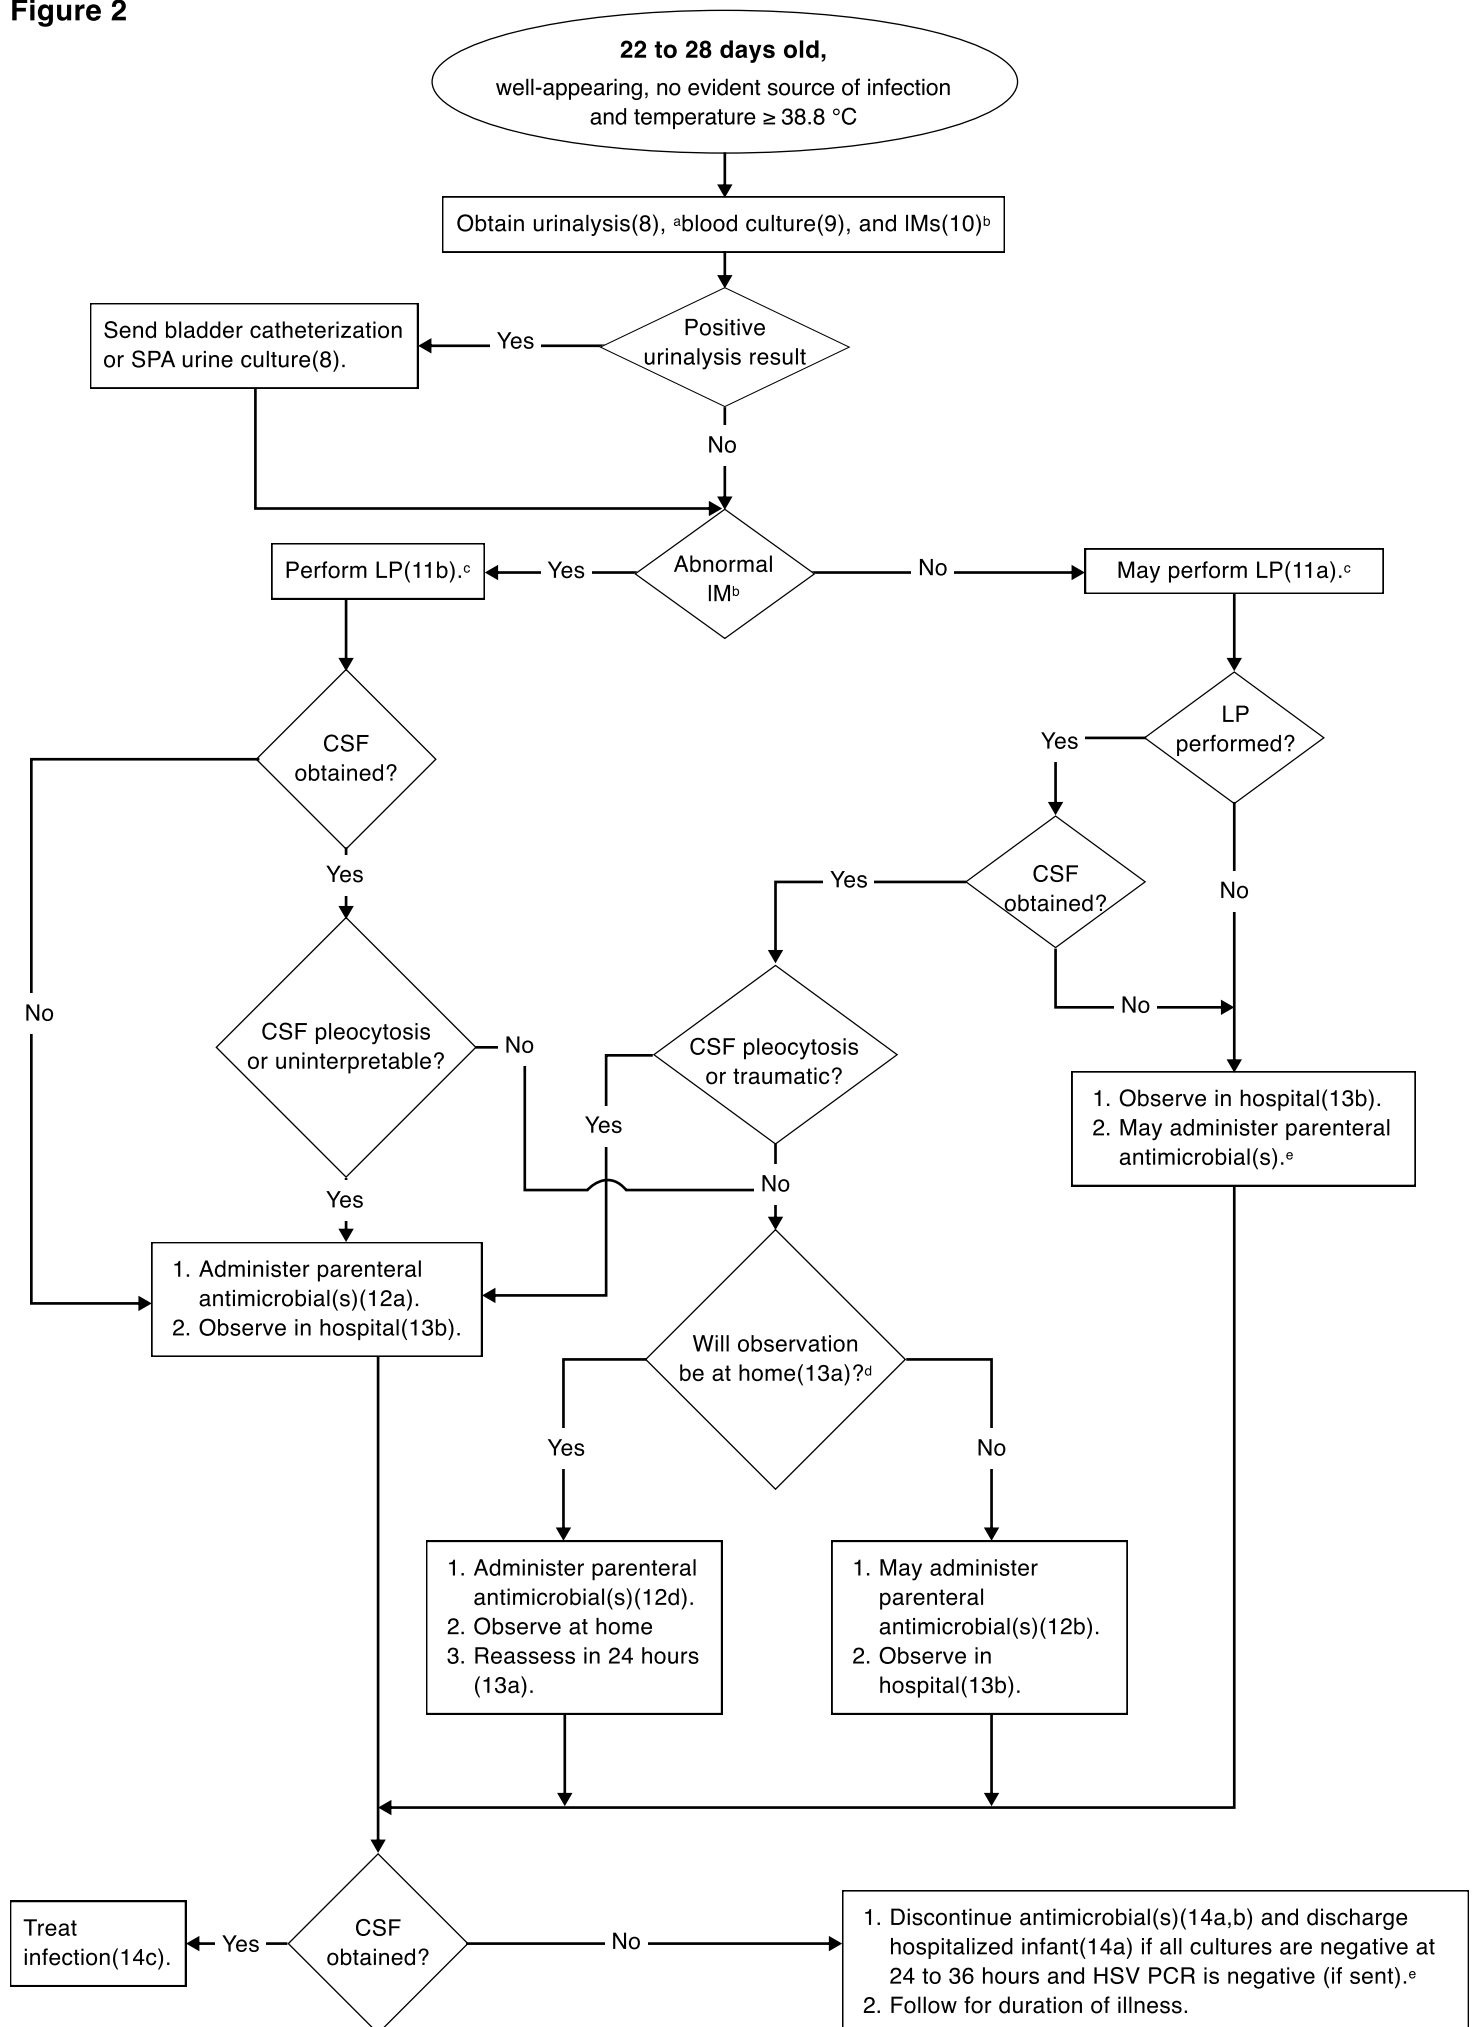 Figure 2
22 to 28 days old,
well-appearing, no evident source of infection
and temperature ≥ 38.8 °C
Obtain urinalysis(8), ᵃblood culture(9), and IMs(10)ᵇ
Positive
urinalysis result
Yes
Send bladder catheterization
or SPA urine culture(8).
No
Abnormal
IMᵇ
Yes
Perform LP(11b).ᶜ
No
May perform LP(11a).ᶜ
CSF
obtained?
LP
performed?
Yes
Yes
CSF
obtained?
Yes
No
No
No
CSF pleocytosis
or uninterpretable?
No
CSF pleocytosis
or traumatic?
Yes
1. Observe in hospital(13b).
2. May administer parenteral
antimicrobial(s).ᵉ
No
Yes
1. Administer parenteral
antimicrobial(s)(12a).
2. Observe in hospital(13b).
Will observation
be at home(13a)?ᵈ
Yes
No
1. Administer parenteral
antimicrobial(s)(12d).
2. Observe at home
3. Reassess in 24 hours
(13a).
1. May administer
parenteral
antimicrobial(s)(12b).
2. Observe in
hospital(13b).
CSF
obtained?
Yes
Treat
infection(14c).
No
1. Discontinue antimicrobial(s)(14a,b) and discharge
hospitalized infant(14a) if all cultures are negative at
24 to 36 hours and HSV PCR is negative (if sent).ᵉ
2. Follow for duration of illness.